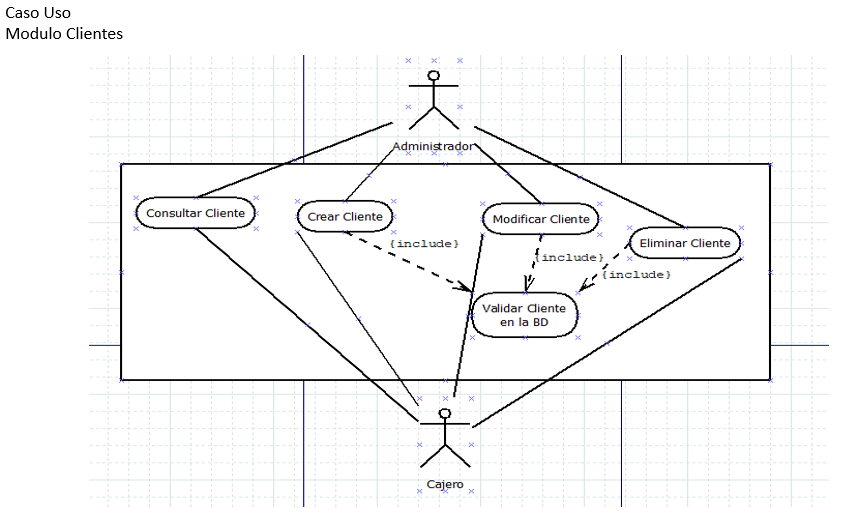 Caso Uso
Modulo Clientes
Administrador
Consultar Cliente
Crear Cliente
Modificar Cliente
Eliminar Cliente
{include}
{include}
{include}
Validar Cliente
en la BD
Cajero